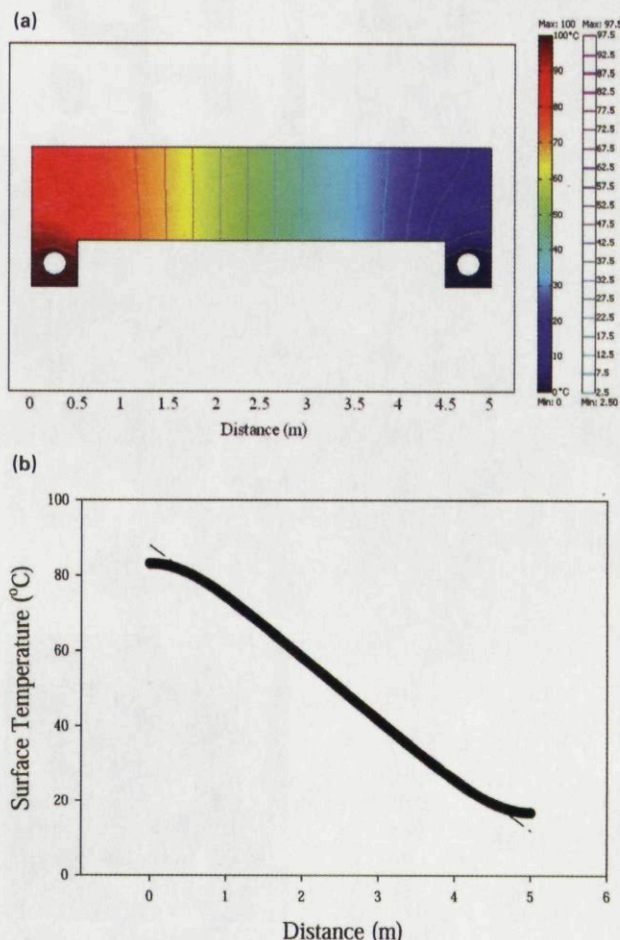 (a)
Max: 100 Max: 97.5
100°C 97.5
92.5
90 87.5
82.5
80 77.5
72.5
70 67.5
62.5
60 57.5
52.5
50 47.5
40 42.5
37.5
30 32.5
27.5
20 22.5
17.5
10 12.5
7.5
0°C 2.5
Min: 0 Min: 2.50
0 0.5 1 1.5 2 2.5 3 3.5 4 4.5 5
Distance (m)
(b)
100
80
60
40
20
0
Surface Temperature (°C)
0 1 2 3 4 5 6
Distance (m)